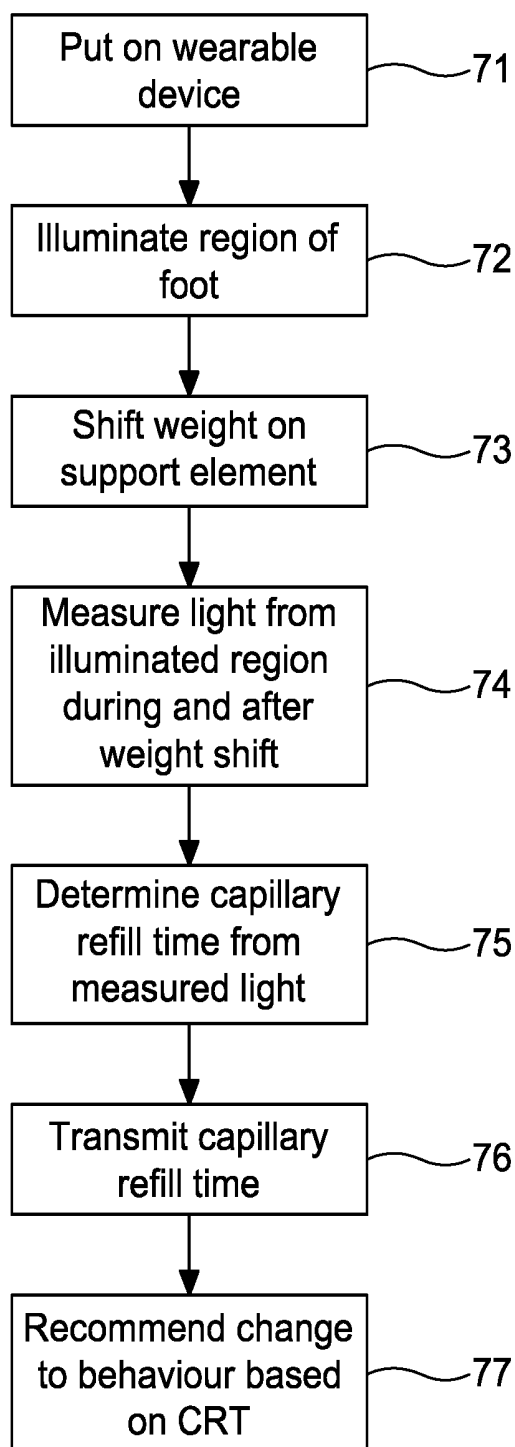 Put on wearable
device
71
Illuminate region of
foot
72
Shift weight on
support element
73
Measure light from
illuminated region
during and after
weight shift
74
Determine capillary
refill time from
measured light
75
Transmit capillary
refill time
76
Recommend change
to behaviour based
on CRT
77